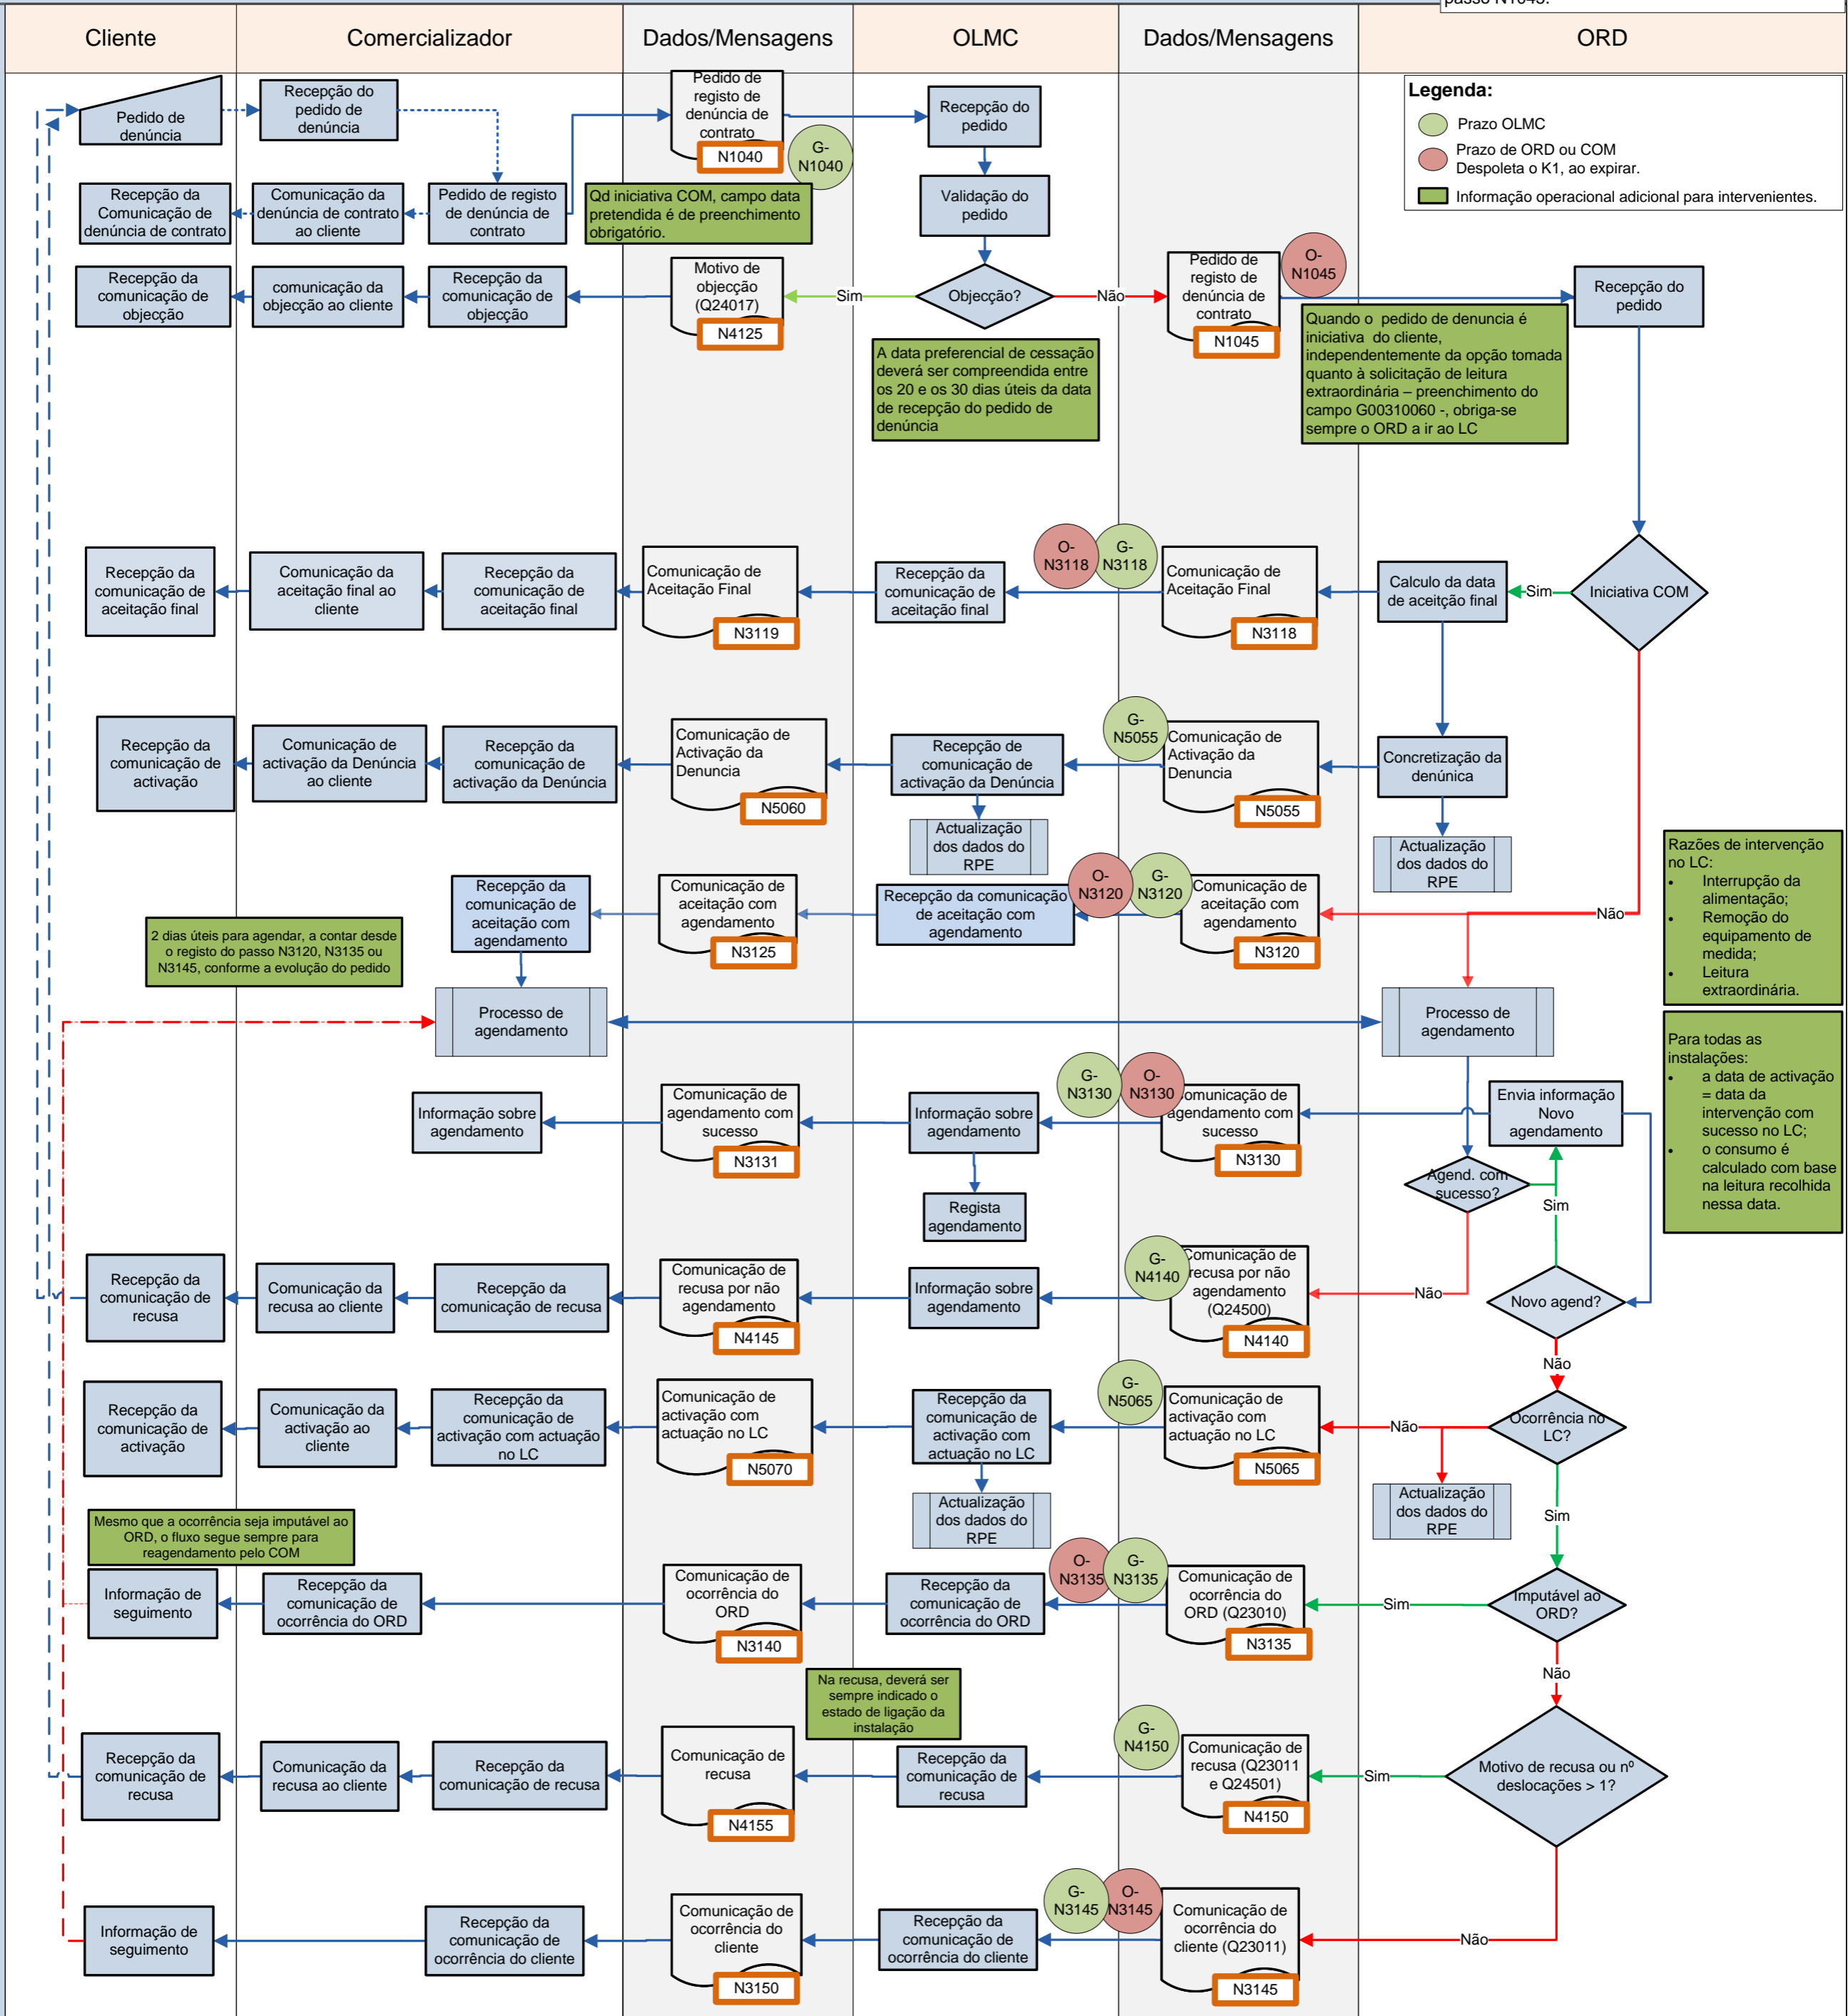 passo N1045.
Cliente
Comercializador
Dados/Mensagens
OLMC
Dados/Mensagens
ORD
Legenda:
Prazo OLMC
Prazo de ORD ou COM
Despoleta o K1, ao expirar.
Informação operacional adicional para intervenientes.
Pedido de
denúncia
Recepção do
pedido de
denúncia
Pedido de
registo de
denúncia de
contrato
N1040
G-
N1040
Recepção do
pedido
Recepção da
Comunicação de
denúncia de contrato
Comunicação da
denúncia de contrato
ao cliente
Pedido de registo
de denúncia de
contrato
Qd iniciativa COM, campo data
pretendida é de preenchimento
obrigatório.
Validação do
pedido
Recepção da
comunicação de
objecção
comunicação da
objecção ao cliente
Recepção da
comunicação de
objecção
Motivo de
objecção
(Q24017)
N4125
Sim
Objecção?
Não
Pedido de
registo de
denúncia de
contrato
N1045
O-
N1045
Recepção do
pedido
A data preferencial de cessação
deverá ser compreendida entre
os 20 e os 30 dias úteis da data
de recepção do pedido de
denúncia
Quando o  pedido de denuncia é
iniciativa  do cliente,
independentemente da opção tomada
quanto à solicitação de leitura
extraordinária – preenchimento do
campo G00310060 -, obriga-se
sempre o ORD a ir ao LC
Recepção da
comunicação de
aceitação final
Comunicação da
aceitação final ao
cliente
Recepção da
comunicação de
aceitação final
Comunicação de
Aceitação Final
N3119
Recepção da
comunicação de
aceitação final
O-
N3118
G-
N3118
Comunicação de
Aceitação Final
N3118
Calculo da data
de aceitção final
Sim
Iniciativa COM
Recepção da
comunicação de
activação
Comunicação de
activação da Denúncia
ao cliente
Recepção da
comunicação de
activação da Denúncia
Comunicação de
Activação da
Denuncia
N5060
Recepção de
comunicação de
activação da Denúncia
G-
N5055
Comunicação de
Activação da
Denuncia
N5055
Concretização da
denúnica
Actualização
dos dados do
RPE
Actualização
dos dados do
RPE
Razões de intervenção
no LC:
• Interrupção da
alimentação;
• Remoção do
equipamento de
medida;
• Leitura
extraordinária.
2 dias úteis para agendar, a contar desde
o registo do passo N3120, N3135 ou
N3145, conforme a evolução do pedido
Recepção da
comunicação de
aceitação com
agendamento
Comunicação de
aceitação com
agendamento
N3125
Recepção da comunicação
de aceitação com
agendamento
O-
N3120
G-
N3120
Comunicação de
aceitação com
agendamento
N3120
Não
Processo de
agendamento
Processo de
agendamento
Para todas as
instalações:
• a data de activação
= data da
intervenção com
sucesso no LC;
• o consumo é
calculado com base
na leitura recolhida
nessa data.
Informação sobre
agendamento
Comunicação de
agendamento com
sucesso
N3131
Informação sobre
agendamento
G-
N3130
O-
N3130
omunicação de
agendamento com
sucesso
N3130
Envia informação
Novo
agendamento
Agend. com
sucesso?
Sim
Regista
agendamento
Recepção da
comunicação de
recusa
Comunicação da
recusa ao cliente
Recepção da
comunicação de recusa
Comunicação de
recusa por não
agendamento
N4145
Informação sobre
agendamento
G-
N4140
Comunicação de
recusa por não
agendamento
(Q24500)
N4140
Não
Novo agend?
Não
Recepção da
comunicação de
activação
Comunicação da
activação ao
cliente
Recepção da
comunicação de
activação com actuação
no LC
Comunicação de
activação com
actuação no LC
N5070
Recepção da
comunicação de
activação com
actuação no LC
G-
N5065
Comunicação de
activação com
actuação no LC
N5065
Não
Ocorrência no
LC?
Actualização
dos dados do
RPE
Actualização
dos dados do
RPE
Sim
Mesmo que a ocorrência seja imputável ao
ORD, o fluxo segue sempre para
reagendamento pelo COM
Informação de
seguimento
Recepção da
comunicação de
ocorrência do ORD
Comunicação de
ocorrência do
ORD
N3140
Recepção da
comunicação de
ocorrência do ORD
O-
N3135
G-
N3135
Comunicação de
ocorrência do
ORD (Q23010)
N3135
Sim
Imputável ao
ORD?
Não
Na recusa, deverá ser
sempre indicado o
estado de ligação da
instalação
Recepção da
comunicação de
recusa
Comunicação da
recusa ao cliente
Recepção da
comunicação de recusa
Comunicação de
recusa
N4155
Recepção da
comunicação de
recusa
G-
N4150
Comunicação de
recusa (Q23011
e Q24501)
N4150
Sim
Motivo de recusa ou nº
deslocações > 1?
Informação de
seguimento
Recepção da
comunicação de
ocorrência do cliente
Comunicação de
ocorrência do
cliente
N3150
Recepção da
comunicação de
ocorrência do cliente
G-
N3145
O-
N3145
Comunicação de
ocorrência do
cliente (Q23011)
N3145
Não